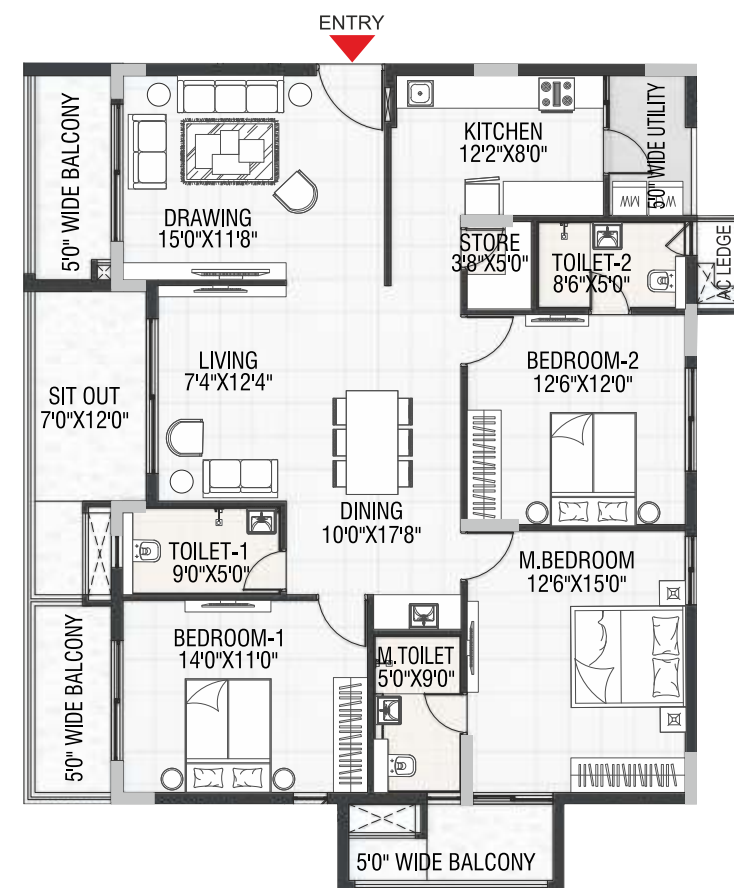 ENTRY
5'0" WIDE BALCONY
DRAWING
15'0"X11'8"
KITCHEN
12'2"X8'0"
5'0" WIDE UTILITY
MW
WM
STORE
3'8"X5'0"
TOILET-2
8'6"X5'0"
AC LEDGE
SIT OUT
7'0"X12'0"
LIVING
7'4"X12'4"
BEDROOM-2
12'6"X12'0"
DINING
10'0"X17'8"
TOILET-1
9'0"X5'0"
M.BEDROOM
12'6"X15'0"
5'0" WIDE BALCONY
BEDROOM-1
14'0"X11'0"
M.TOILET
5'0"X9'0"
5'0" WIDE BALCONY